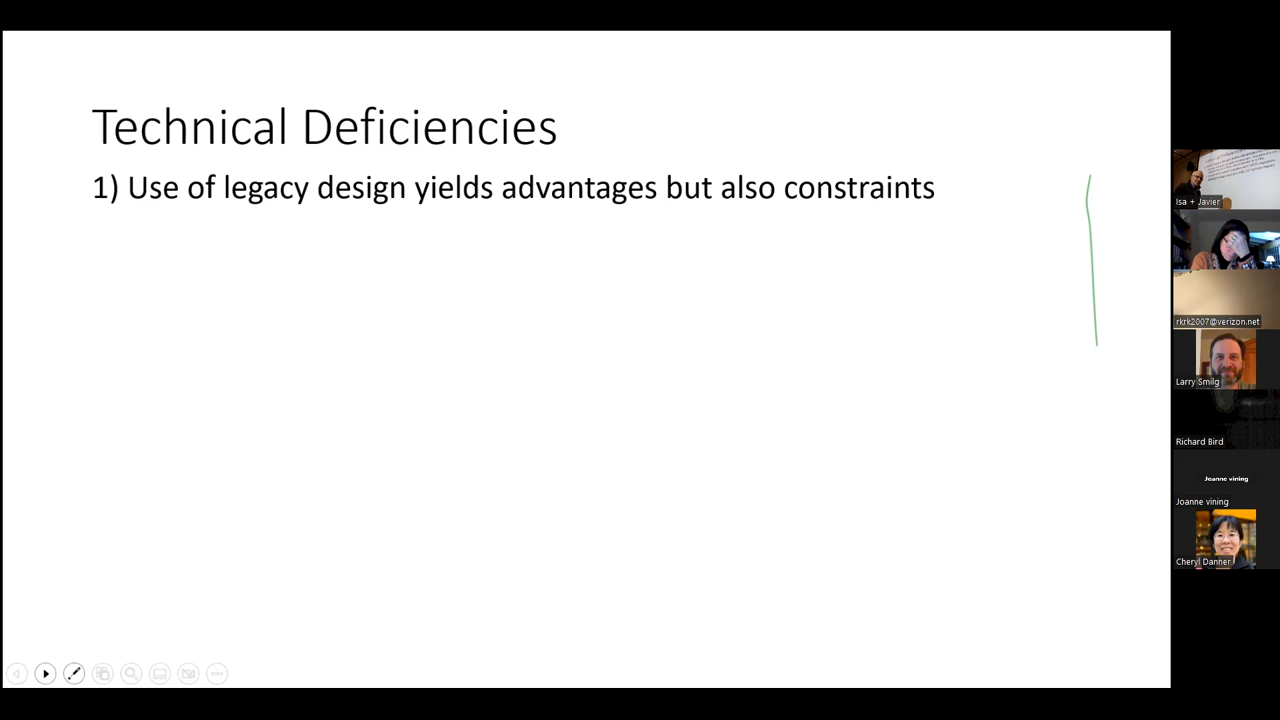 Technical Deficiencies
1) Use of legacy design yields advantages but also constraints
Isa + Javier
rkrk2007@verizon.net
Larry Smilg
Richard Bird
Joanne vining
Joanne vining
Cheryl Danner